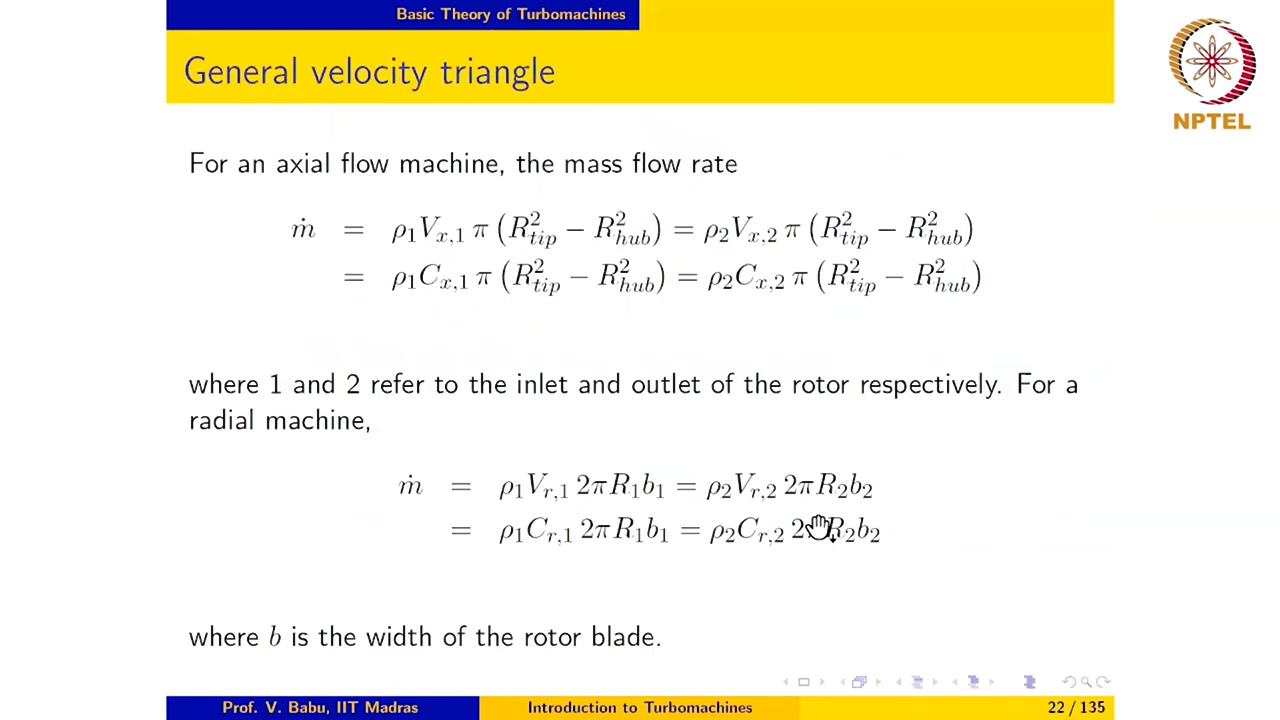 Basic Theory of Turbomachines
General velocity triangle
NPTEL
For an axial flow machine, the mass flow rate
ṁ = ρ₁V_{x,1} π (R²_{tip} − R²_{hub}) = ρ₂V_{x,2} π (R²_{tip} − R²_{hub})
= ρ₁C_{x,1} π (R²_{tip} − R²_{hub}) = ρ₂C_{x,2} π (R²_{tip} − R²_{hub})
where 1 and 2 refer to the inlet and outlet of the rotor respectively. For a
radial machine,
ṁ = ρ₁V_{r,1} 2πR₁b₁ = ρ₂V_{r,2} 2πR₂b₂
= ρ₁C_{r,1} 2πR₁b₁ = ρ₂C_{r,2} 2πR₂b₂
where b is the width of the rotor blade.
Prof. V. Babu, IIT Madras
Introduction to Turbomachines
22 / 135